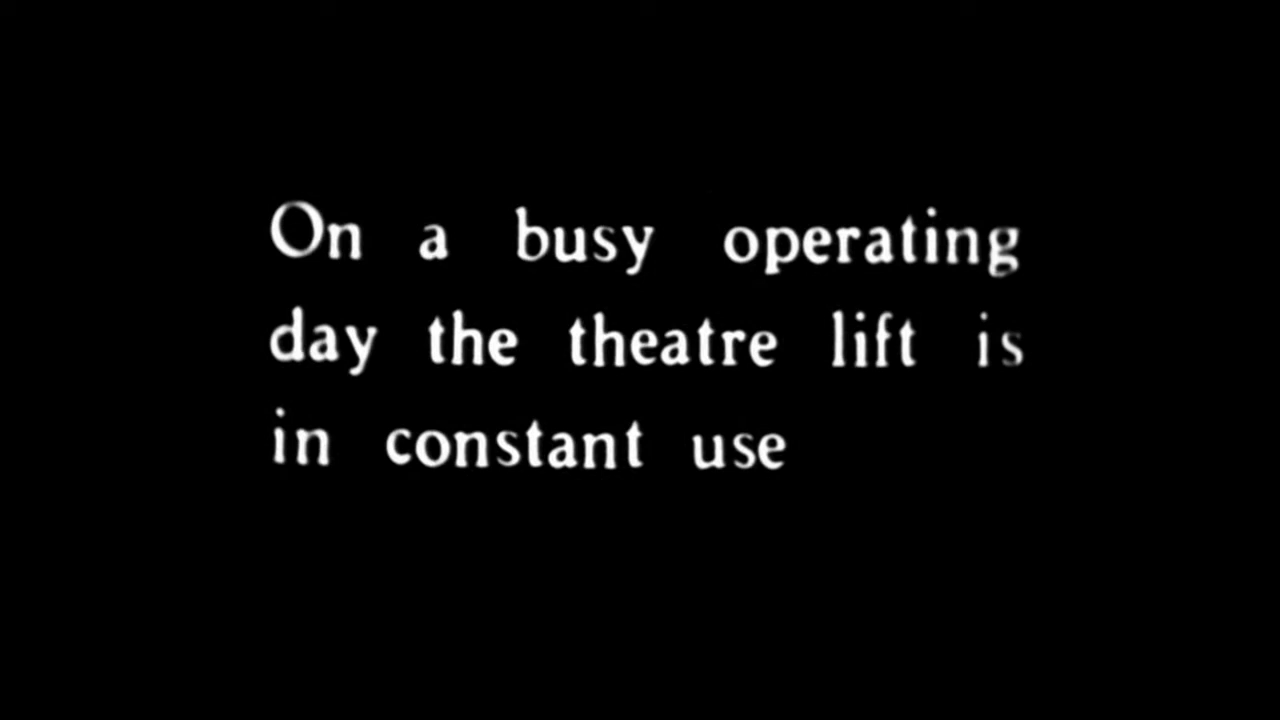 On a busy operating
day the theatre lift is
in constant use